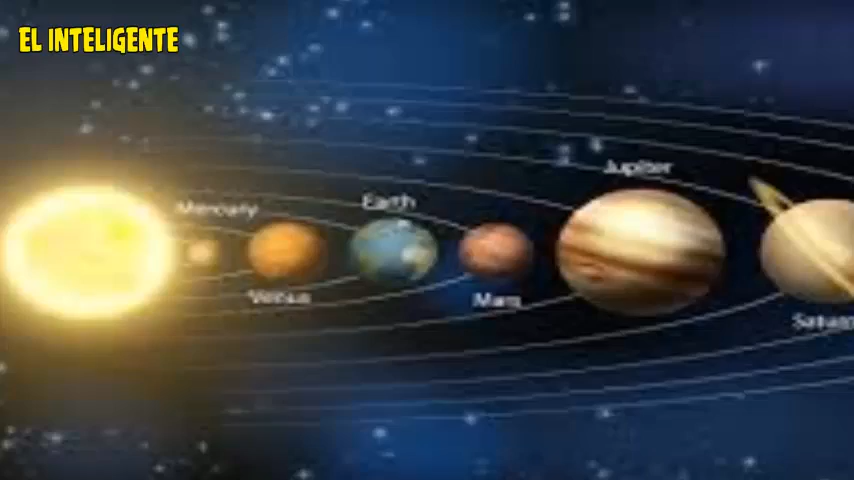 EL INTELIGENTE
Jupiter
Earth
Mercury
Venus
Mars
Saturn